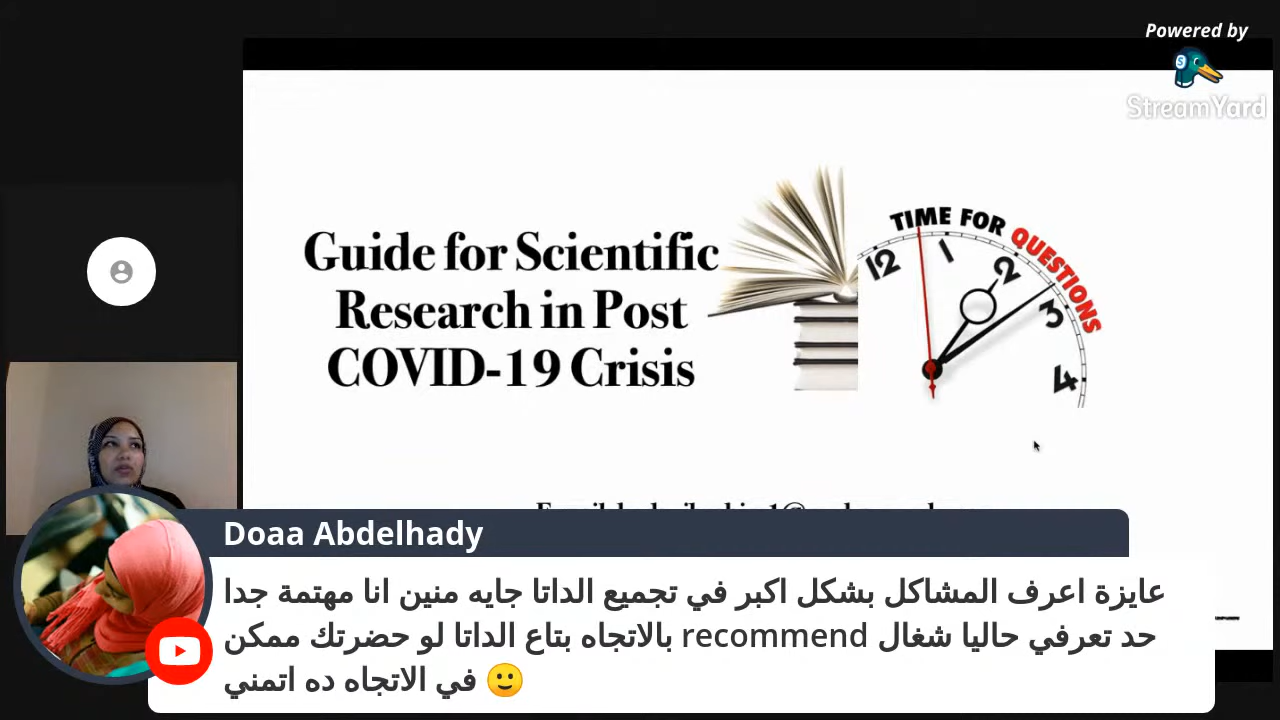 Powered by
StreamYard
Guide for Scientific
Research in Post
COVID-19 Crisis
TIME FOR QUESTIONS
12
1
2
3
4
Doaa Abdelhady
عايزة اعرف المشاكل بشكل اكبر في تجميع الداتا جايه منين انا مهتمة جدا
بالاتجاه بتاع الداتا لو حضرتك ممكن recommend حد تعرفي حاليا شغال
في الاتجاه ده اتمني 🙂